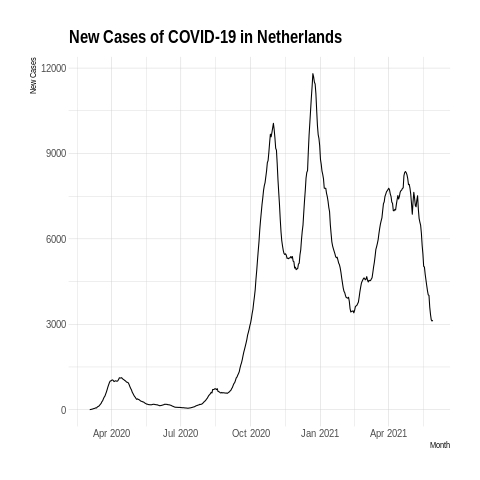 New Cases of COVID-19 in Netherlands
New Cases
12000
9000
6000
3000
0
Apr 2020 Jul 2020 Oct 2020 Jan 2021 Apr 2021
Month